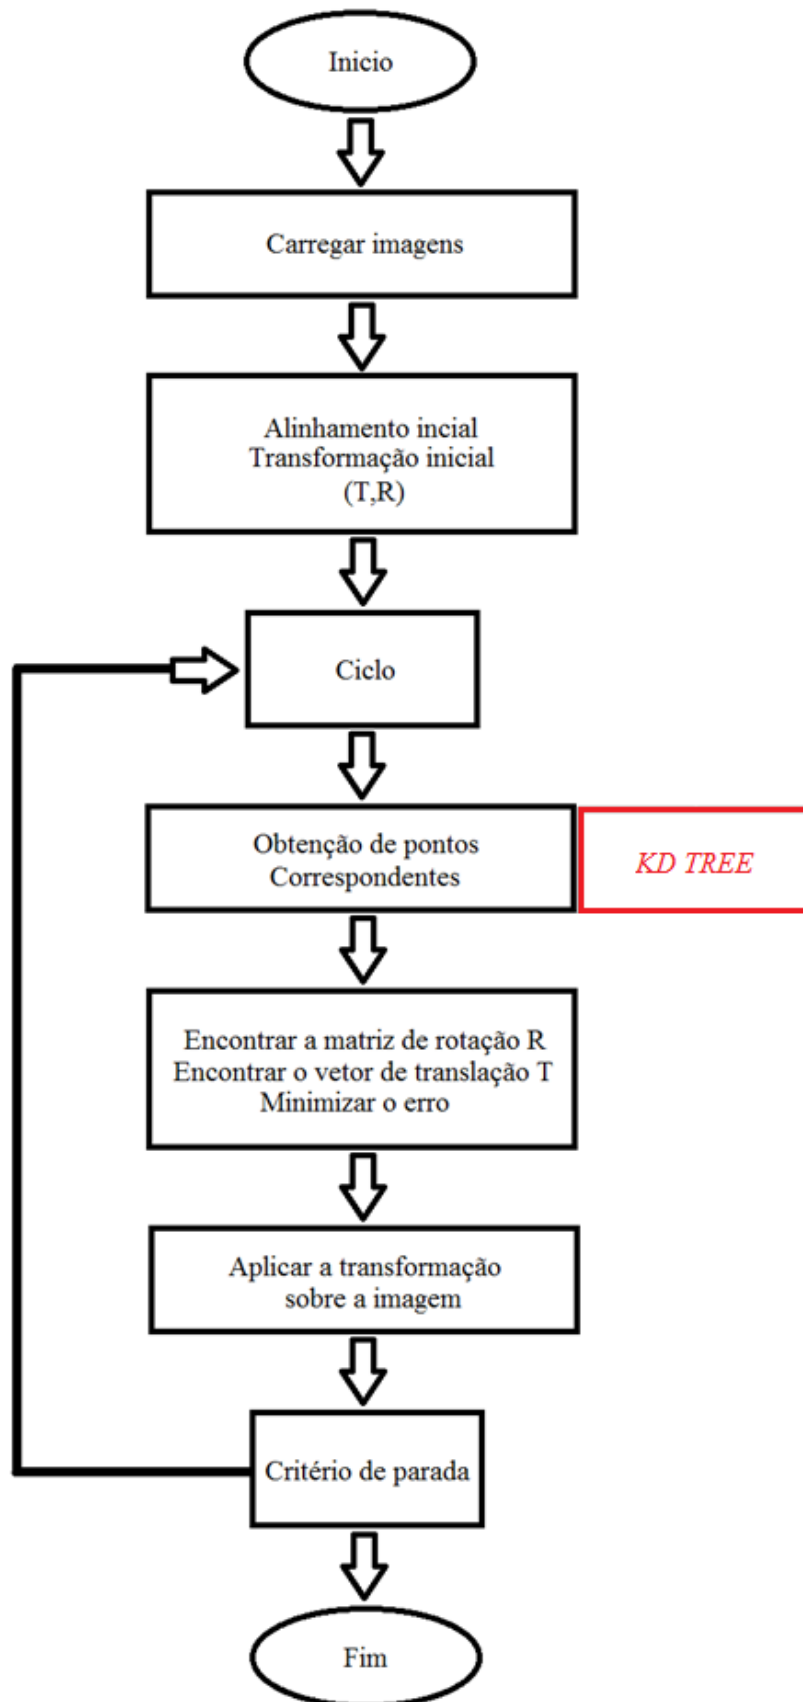 Inicio
Carregar imagens
Alinhamento incial
Transformação inicial
(T,R)
Ciclo
Obtenção de pontos
Correspondentes
KD TREE
Encontrar a matriz de rotação R
Encontrar o vetor de translação T
Minimizar o erro
Aplicar a transformação
sobre a imagem
Critério de parada
Fim